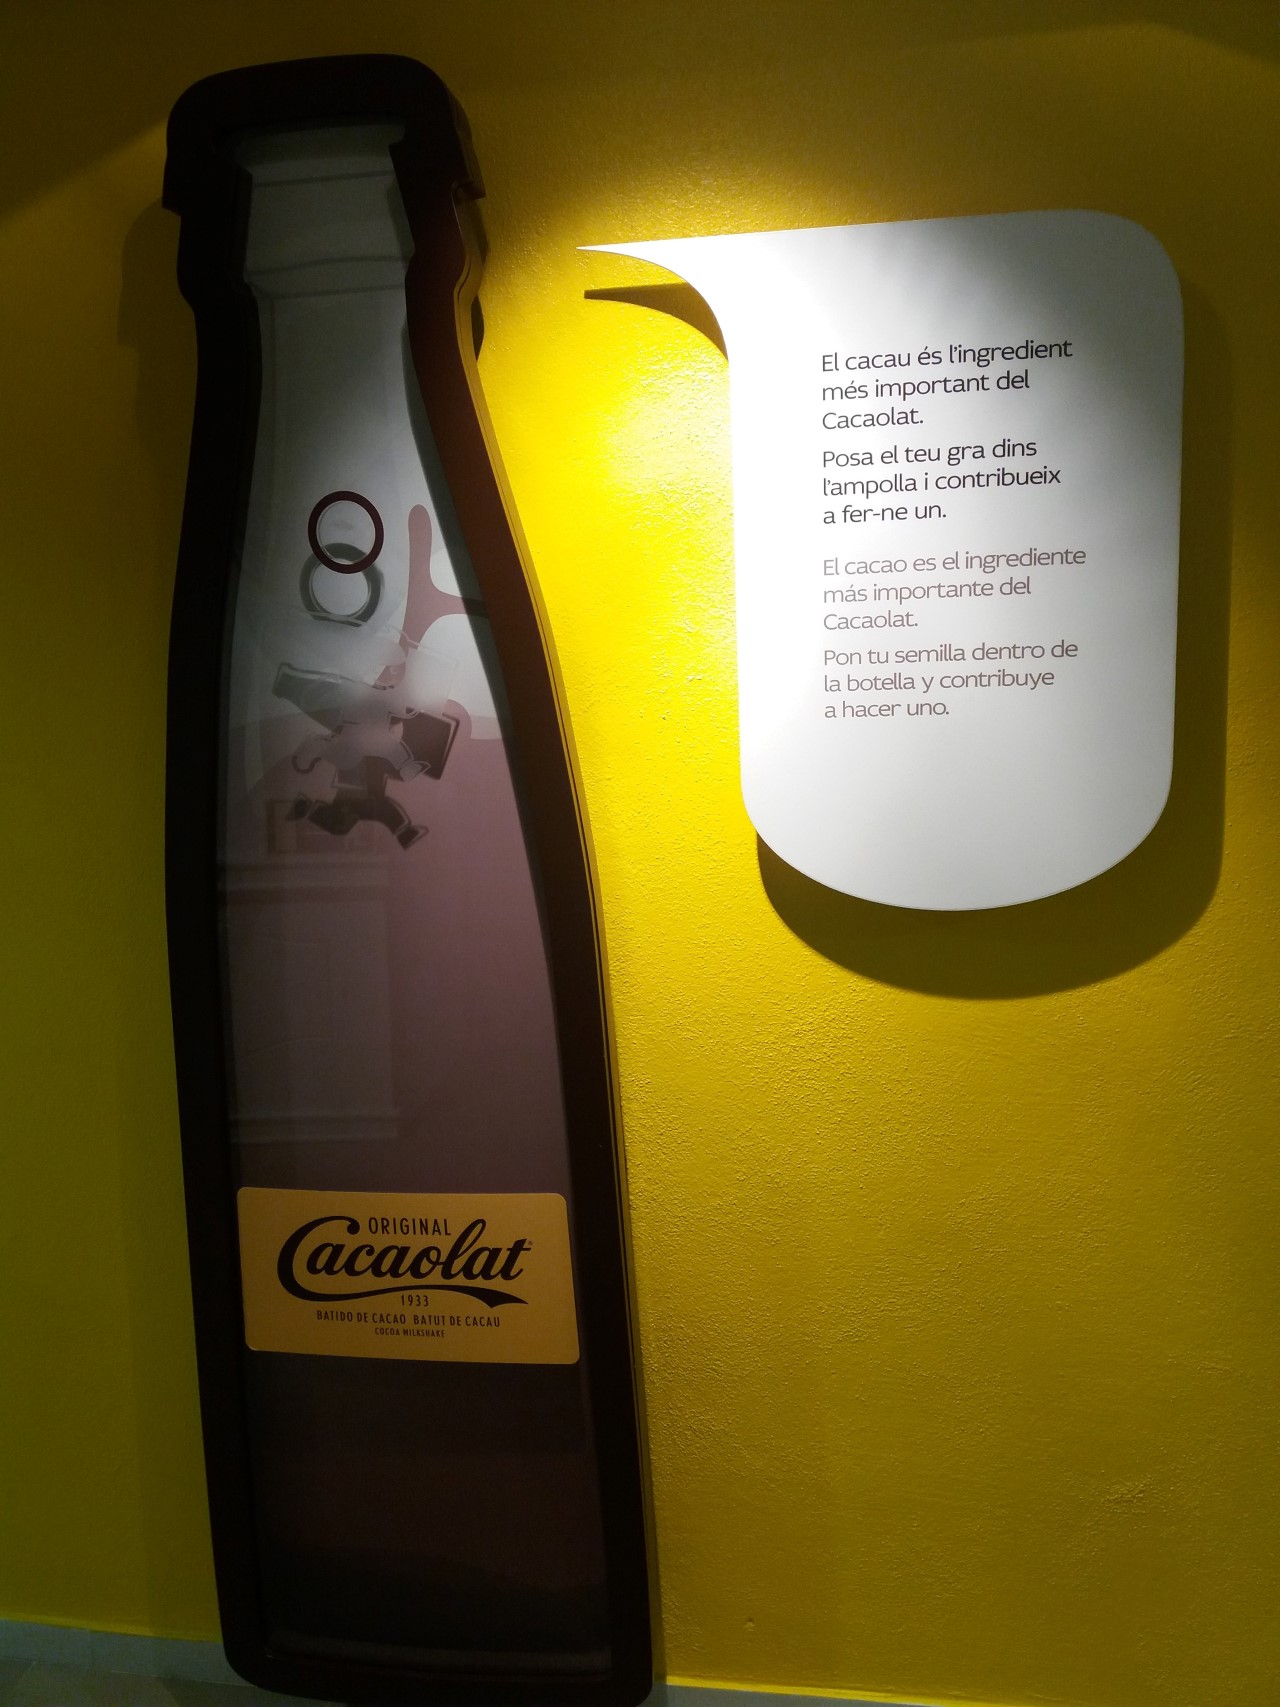 El cacau és l'ingredient
més important del
Cacaolat.
Posa el teu gra dins
l'ampolla i contribueix
a fer-ne un.
El cacao es el ingrediente
más importante del
Cacaolat.
Pon tu semilla dentro de
la botella y contribuye
a hacer uno.
ORIGINAL
Cacaolat
1933
BATIDO DE CACAO BATUT DE CACAU
COCOA MILKSHAKE